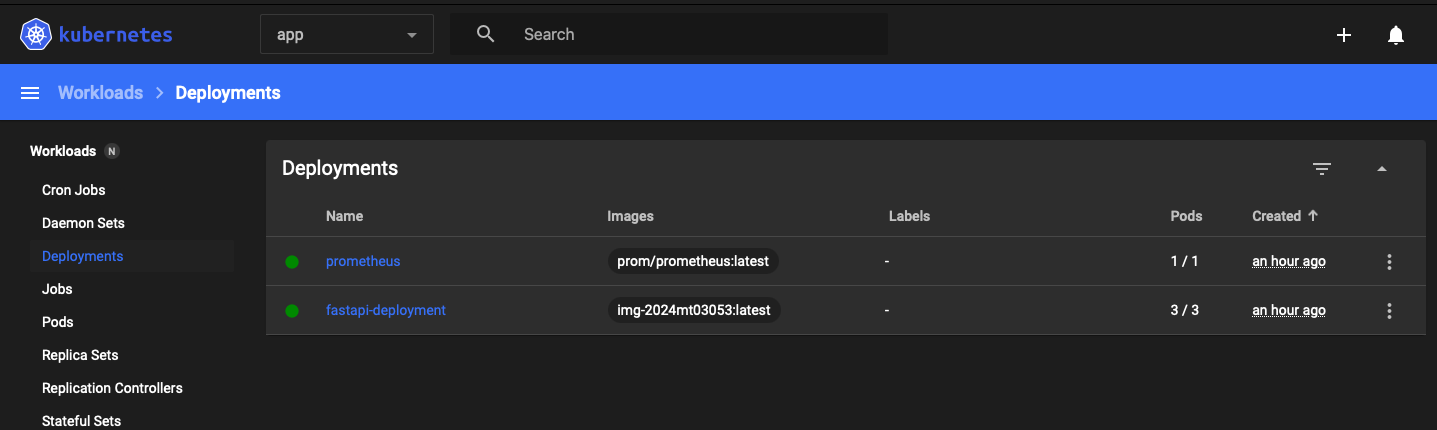 kubernetes
app
Search
Workloads
Deployments
Workloads N
Cron Jobs
Daemon Sets
Deployments
Jobs
Pods
Replica Sets
Replication Controllers
Stateful Sets
Deployments
Name Images Labels Pods Created
prometheus prom/prometheus:latest - 1 / 1 an hour ago
fastapi-deployment img-2024mt03053:latest - 3 / 3 an hour ago